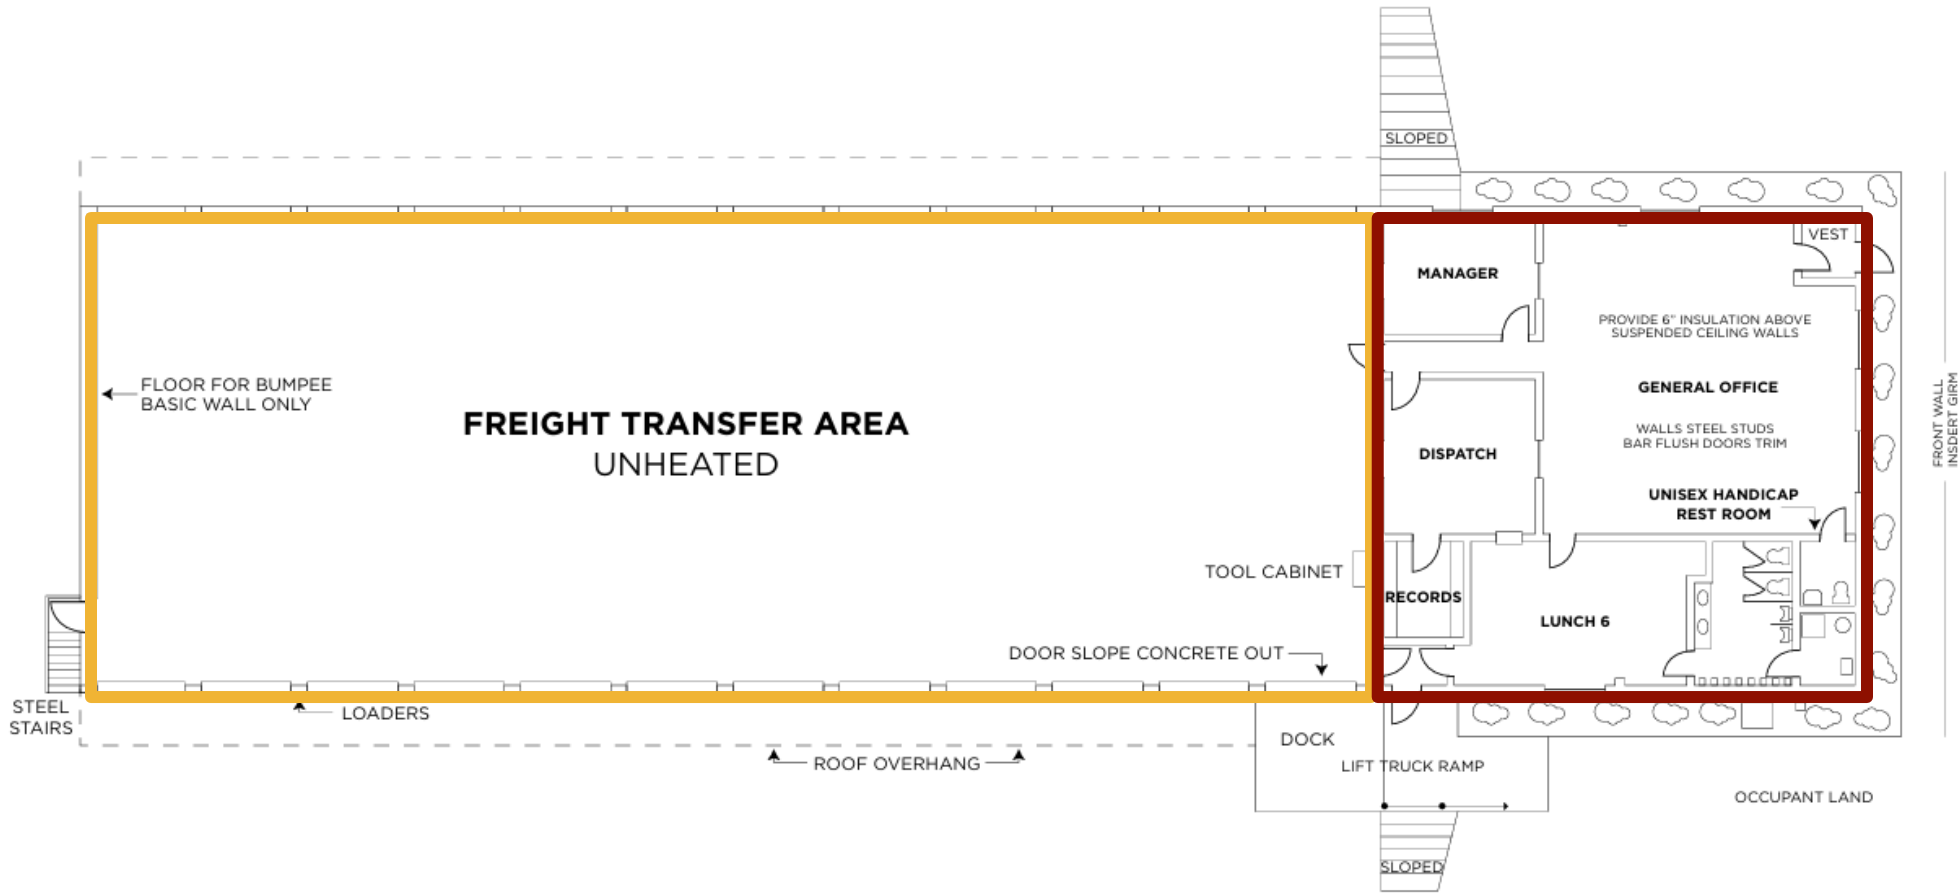 SLOPED
VEST
MANAGER
PROVIDE 6" INSULATION ABOVE
SUSPENDED CEILING WALLS
FLOOR FOR BUMPEE
BASIC WALL ONLY
GENERAL OFFICE
FREIGHT TRANSFER AREA
UNHEATED
WALLS STEEL STUDS
BAR FLUSH DOORS TRIM
DISPATCH
FRONT WALL
INSDERT GIRM
UNISEX HANDICAP
REST ROOM
TOOL CABINET
RECORDS
LUNCH 6
DOOR SLOPE CONCRETE OUT
STEEL
STAIRS
LOADERS
DOCK
ROOF OVERHANG
LIFT TRUCK RAMP
OCCUPANT LAND
SLOPED